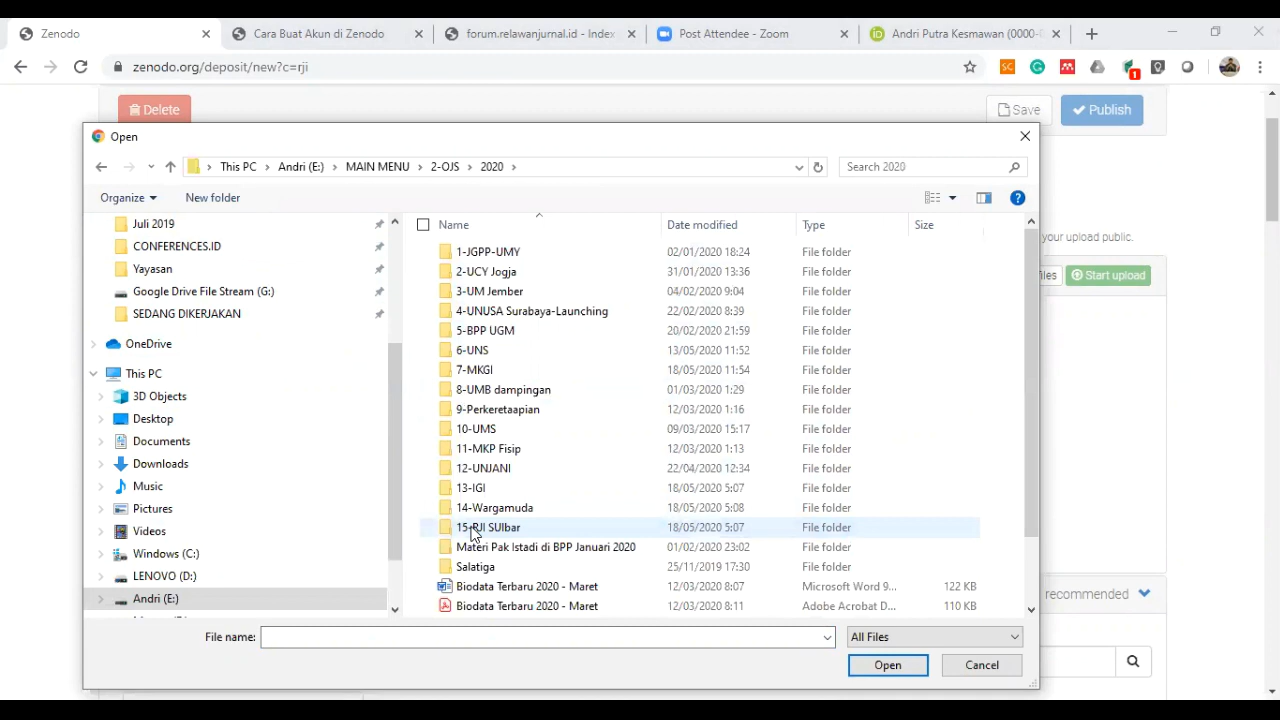 Zenodo
Cara Buat Akun di Zenodo
forum.relawanjurnal.id - Index
Post Attendee - Zoom
Andri Putra Kesmawan (0000-
zenodo.org/deposit/new?c=rji
SC
1
Delete
Save
Publish
Open
This PC > Andri (E:) > MAIN MENU > 2-OJS > 2020 >
Search 2020
Organize
New folder
Juli 2019
CONFERENCES.ID
Yayasan
Google Drive File Stream (G:)
SEDANG DIKERJAKAN
OneDrive
This PC
3D Objects
Desktop
Documents
Downloads
Music
Pictures
Videos
Windows (C:)
LENOVO (D:)
Andri (E:)
Name Date modified Type Size
1-JGPP-UMY 02/01/2020 18:24 File folder
2-UCY Jogja 31/01/2020 13:36 File folder
3-UM Jember 04/02/2020 9:04 File folder
4-UNUSA Surabaya-Launching 22/02/2020 8:39 File folder
5-BPP UGM 20/02/2020 21:59 File folder
6-UNS 13/05/2020 11:52 File folder
7-MKGI 18/05/2020 11:54 File folder
8-UMB dampingan 01/03/2020 1:29 File folder
9-Perkeretaapian 12/03/2020 1:16 File folder
10-UMS 09/03/2020 15:17 File folder
11-MKP Fisip 12/03/2020 1:13 File folder
12-UNJANI 22/04/2020 12:34 File folder
13-IGI 18/05/2020 5:07 File folder
14-Wargamuda 18/05/2020 5:08 File folder
15-RJI SUlbar 18/05/2020 5:07 File folder
Materi Pak Istadi di BPP Januari 2020 01/02/2020 23:02 File folder
Salatiga 25/11/2019 17:30 File folder
Biodata Terbaru 2020 - Maret 12/03/2020 8:07 Microsoft Word 9... 122 KB
Biodata Terbaru 2020 - Maret 12/03/2020 8:11 Adobe Acrobat D... 110 KB
your upload public.
iles
Start upload
recommended
File name:
All Files
Open
Cancel